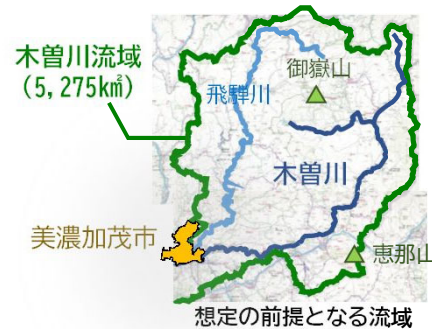 木曽川流域
(5,275㎢)
御嶽山
飛騨川
木曽川
美濃加茂市
恵那山
想定の前提となる流域